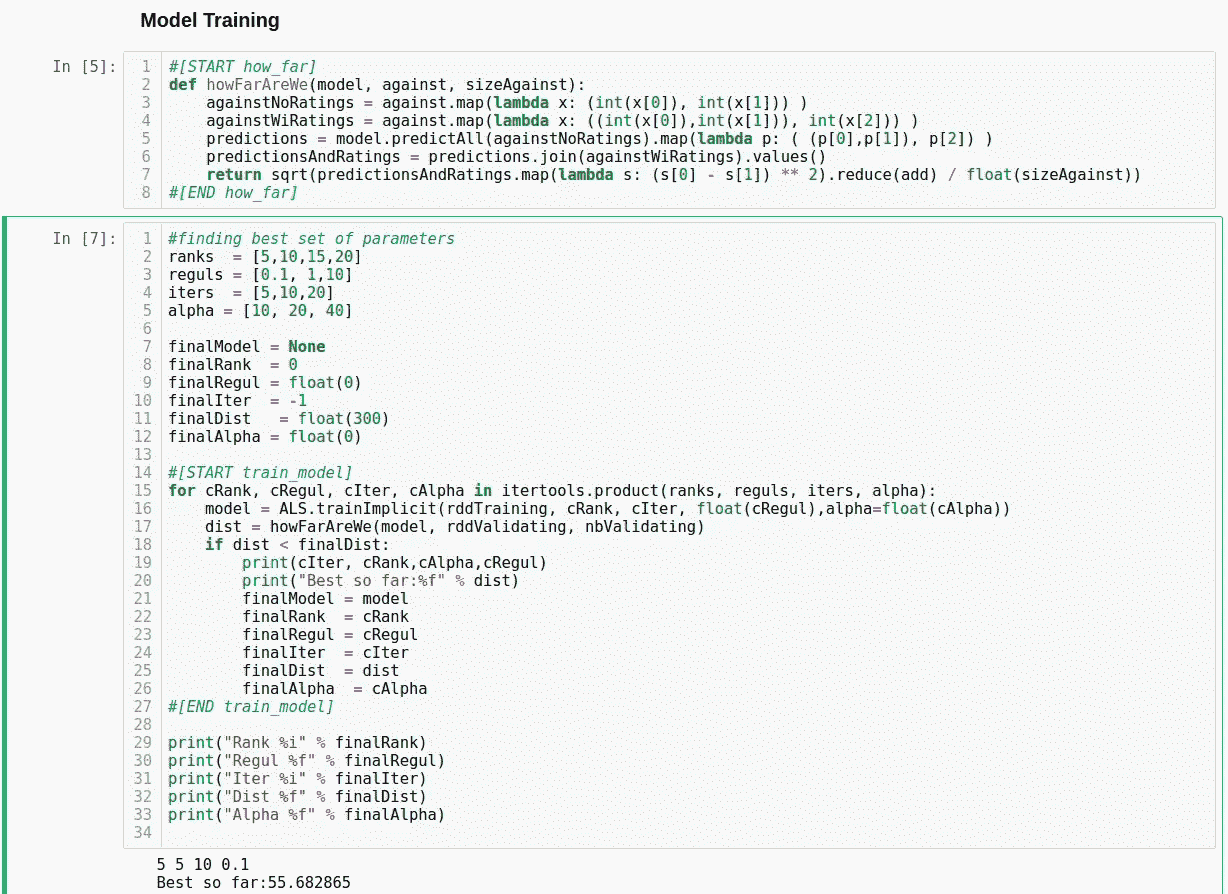 Model Training
In [5]:
1 #[START how_far]
2 def howFarAreWe(model, against, sizeAgainst):
3     againstNoRatings = against.map(lambda x: (int(x[0]), int(x[1])) )
4     againstWiRatings = against.map(lambda x: ((int(x[0]),int(x[1])), int(x[2])) )
5     predictions = model.predictAll(againstNoRatings).map(lambda p: ( (p[0],p[1]), p[2]) )
6     predictionsAndRatings = predictions.join(againstWiRatings).values()
7     return sqrt(predictionsAndRatings.map(lambda s: (s[0] - s[1]) ** 2).reduce(add) / float(sizeAgainst))
8 #[END how_far]
In [7]:
1 #finding best set of parameters
2 ranks  = [5,10,15,20]
3 reguls = [0.1, 1,10]
4 iters  = [5,10,20]
5 alpha = [10, 20, 40]
6
7 finalModel = None
8 finalRank  = 0
9 finalRegul = float(0)
10 finalIter  = -1
11 finalDist   = float(300)
12 finalAlpha = float(0)
13
14 #[START train_model]
15 for cRank, cRegul, cIter, cAlpha in itertools.product(ranks, reguls, iters, alpha):
16     model = ALS.trainImplicit(rddTraining, cRank, cIter, float(cRegul),alpha=float(cAlpha))
17     dist = howFarAreWe(model, rddValidating, nbValidating)
18     if dist < finalDist:
19         print(cIter, cRank,cAlpha,cRegul)
20         print("Best so far:%f" % dist)
21         finalModel = model
22         finalRank  = cRank
23         finalRegul = cRegul
24         finalIter  = cIter
25         finalDist  = dist
26         finalAlpha  = cAlpha
27 #[END train_model]
28
29 print("Rank %i" % finalRank)
30 print("Regul %f" % finalRegul)
31 print("Iter %i" % finalIter)
32 print("Dist %f" % finalDist)
33 print("Alpha %f" % finalAlpha)
34
5 5 10 0.1
Best so far:55.682865